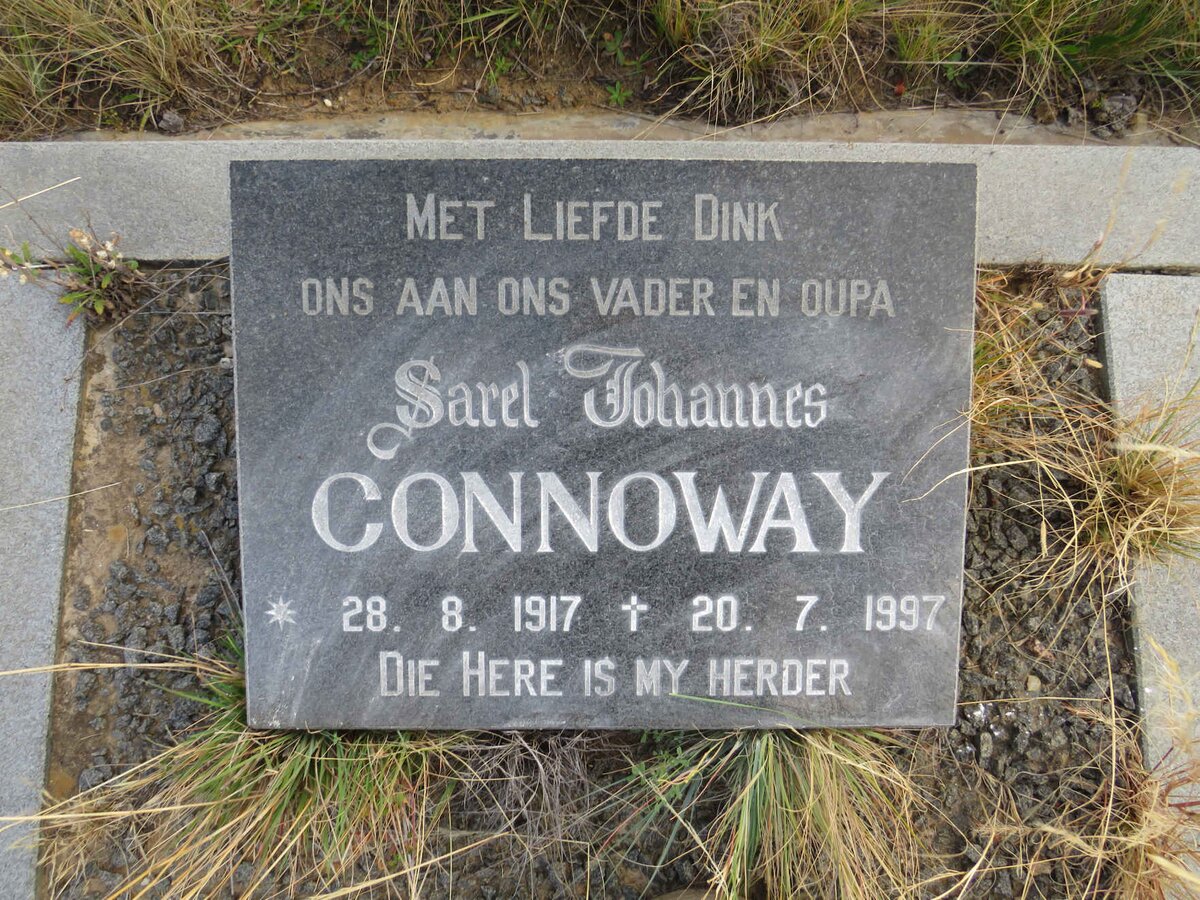 MET LIEFDE DINK
ONS AAN ONS VADER EN OUPA
Sarel Johannes
CONNOWAY
* 28. 8. 1917 ✝ 20. 7. 1997
DIE HERE IS MY HERDER